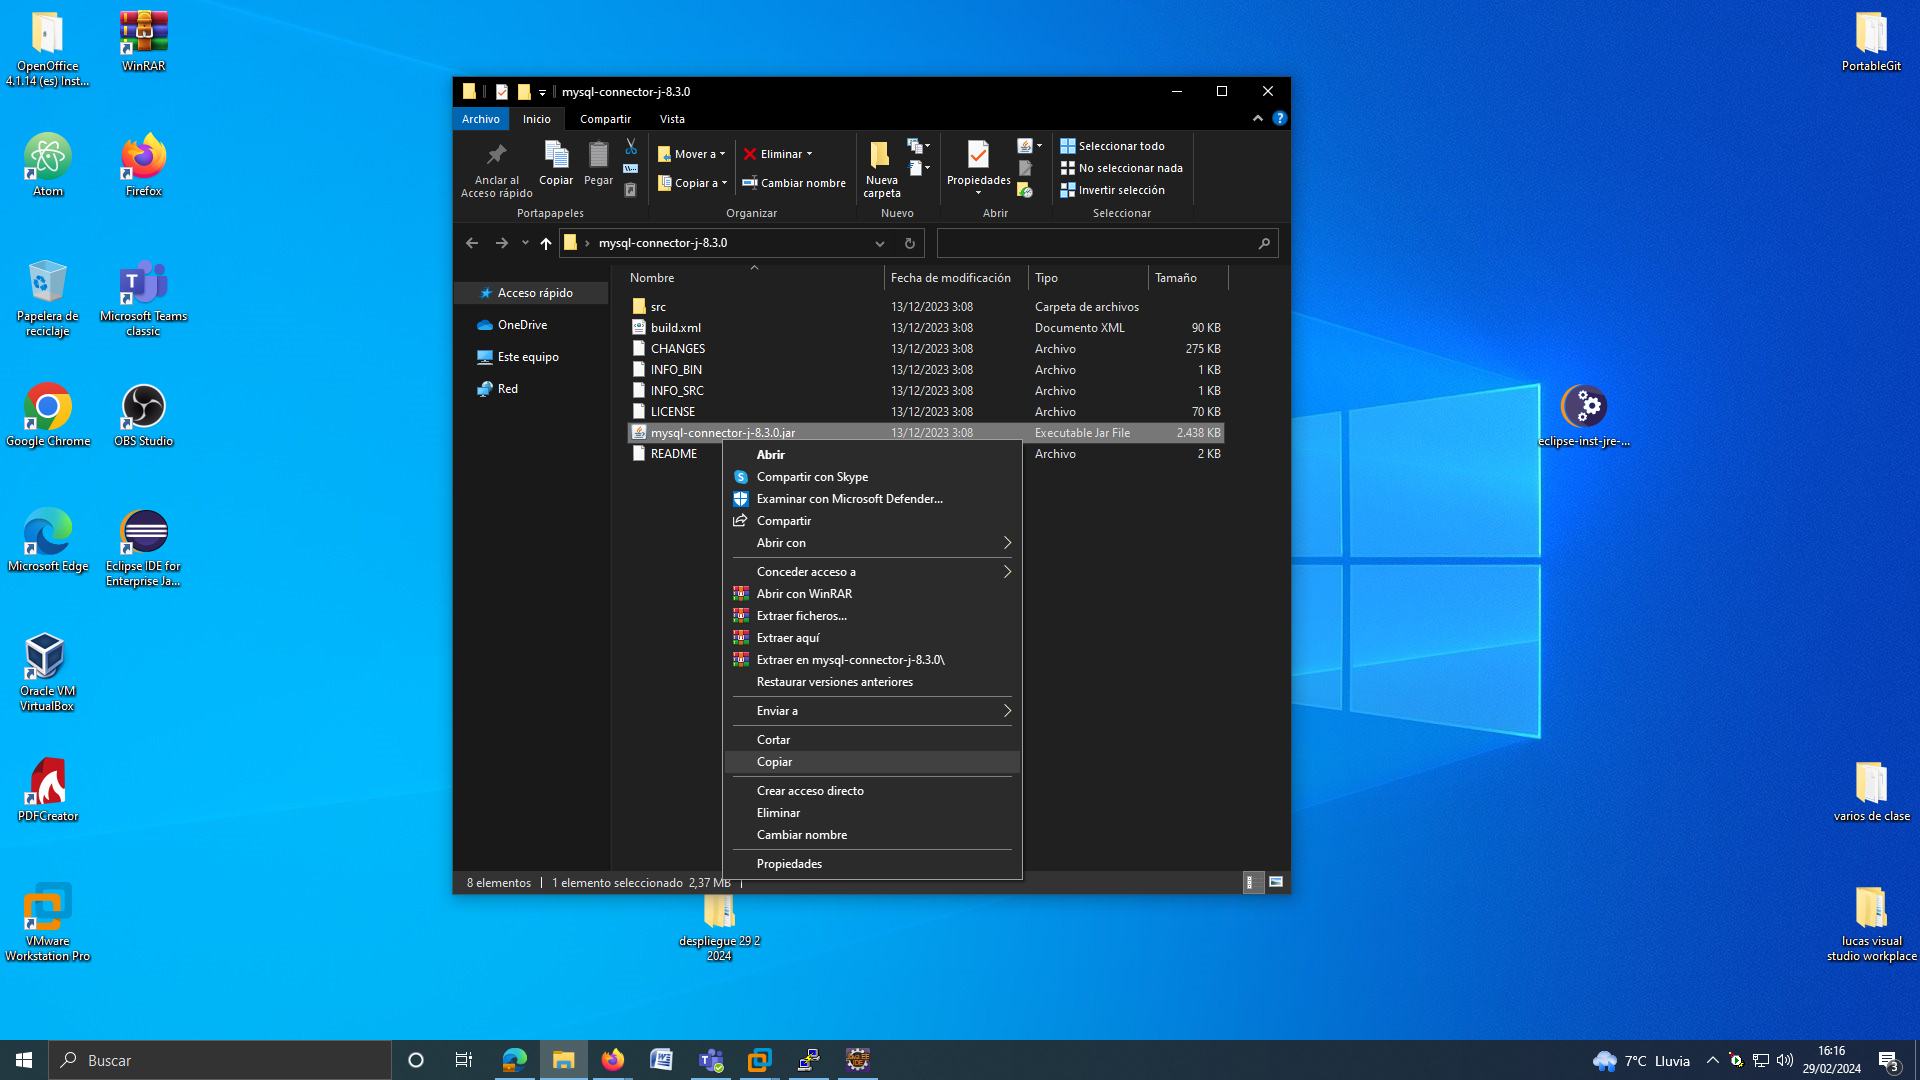 OpenOffice
4.1.14 (es) Inst...
WinRAR
Atom
Firefox
Papelera de
reciclaje
Microsoft Teams
classic
Google Chrome
OBS Studio
Microsoft Edge
Eclipse IDE for
Enterprise Ja...
Oracle VM
VirtualBox
PDFCreator
VMware
Workstation Pro
mysql-connector-j-8.3.0
Archivo
Inicio
Compartir
Vista
Anclar al
Acceso rápido
Copiar
Pegar
Portapapeles
Mover a
Copiar a
Eliminar
Cambiar nombre
Organizar
Nueva
carpeta
Nuevo
Propiedades
Abrir
Seleccionar todo
No seleccionar nada
Invertir selección
Seleccionar
mysql-connector-j-8.3.0
Acceso rápido
OneDrive
Este equipo
Red
Nombre Fecha de modificación Tipo Tamaño
src 13/12/2023 3:08 Carpeta de archivos
build.xml 13/12/2023 3:08 Documento XML 90 KB
CHANGES 13/12/2023 3:08 Archivo 275 KB
INFO_BIN 13/12/2023 3:08 Archivo 1 KB
INFO_SRC 13/12/2023 3:08 Archivo 1 KB
LICENSE 13/12/2023 3:08 Archivo 70 KB
mysql-connector-j-8.3.0.jar 13/12/2023 3:08 Executable Jar File 2.438 KB
README Archivo 2 KB
Abrir
Compartir con Skype
Examinar con Microsoft Defender...
Compartir
Abrir con
Conceder acceso a
Abrir con WinRAR
Extraer ficheros...
Extraer aquí
Extraer en mysql-connector-j-8.3.0\
Restaurar versiones anteriores
Enviar a
Cortar
Copiar
Crear acceso directo
Eliminar
Cambiar nombre
Propiedades
8 elementos 1 elemento seleccionado 2,37 MB
despliegue 29 2
2024
PortableGit
eclipse-inst-jre-...
varios de clase
lucas visual
studio workplace
Buscar
7°C Lluvia
16:16
29/02/2024
3